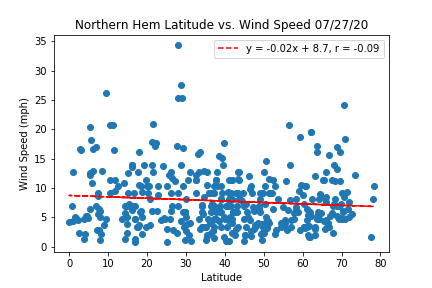 Northern Hem Latitude vs. Wind Speed 07/27/20
y = -0.02x + 8.7, r = -0.09
Wind Speed (mph)
35
30
25
20
15
10
5
0
0 10 20 30 40 50 60 70 80
Latitude